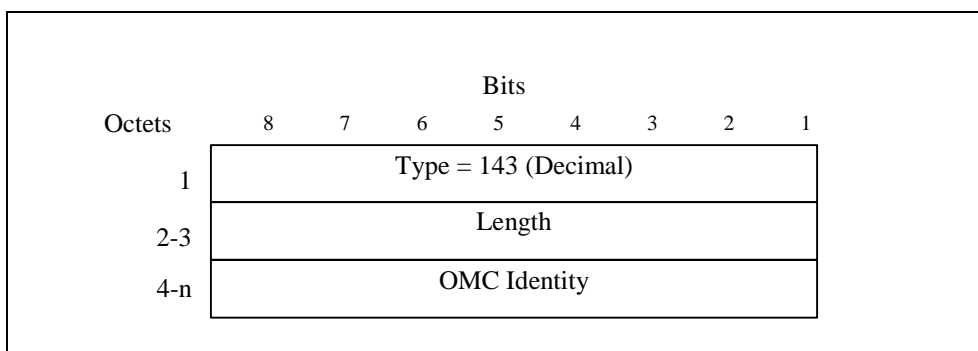 Bits
Octets 8 7 6 5 4 3 2 1
1 Type = 143 (Decimal)
2-3 Length
4-n OMC Identity